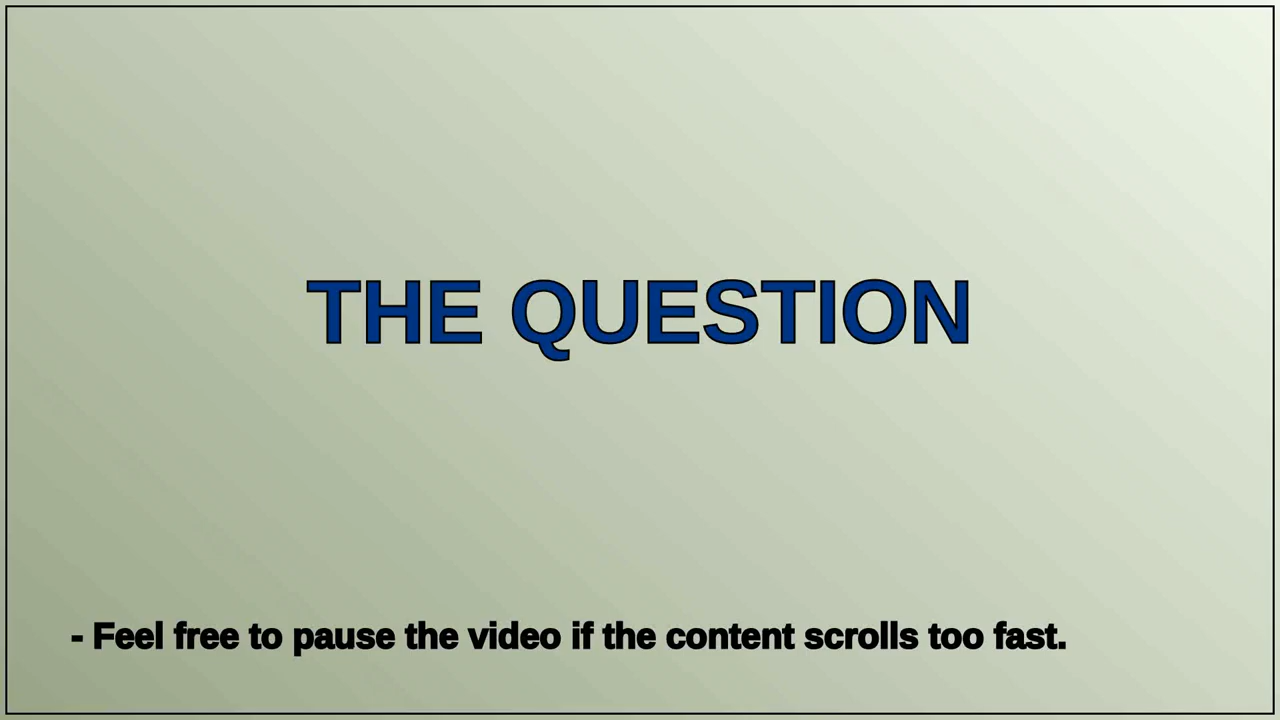 THE QUESTION
- Feel free to pause the video if the content scrolls too fast.